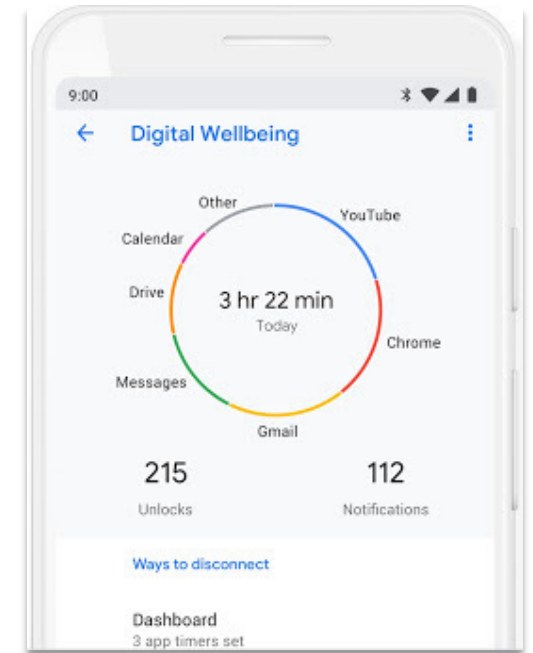 9:00
Digital Wellbeing
Other
YouTube
Calendar
Drive
3 hr 22 min
Today
Chrome
Messages
Gmail
215
112
Unlocks
Notifications
Ways to disconnect
Dashboard
3 app timers set